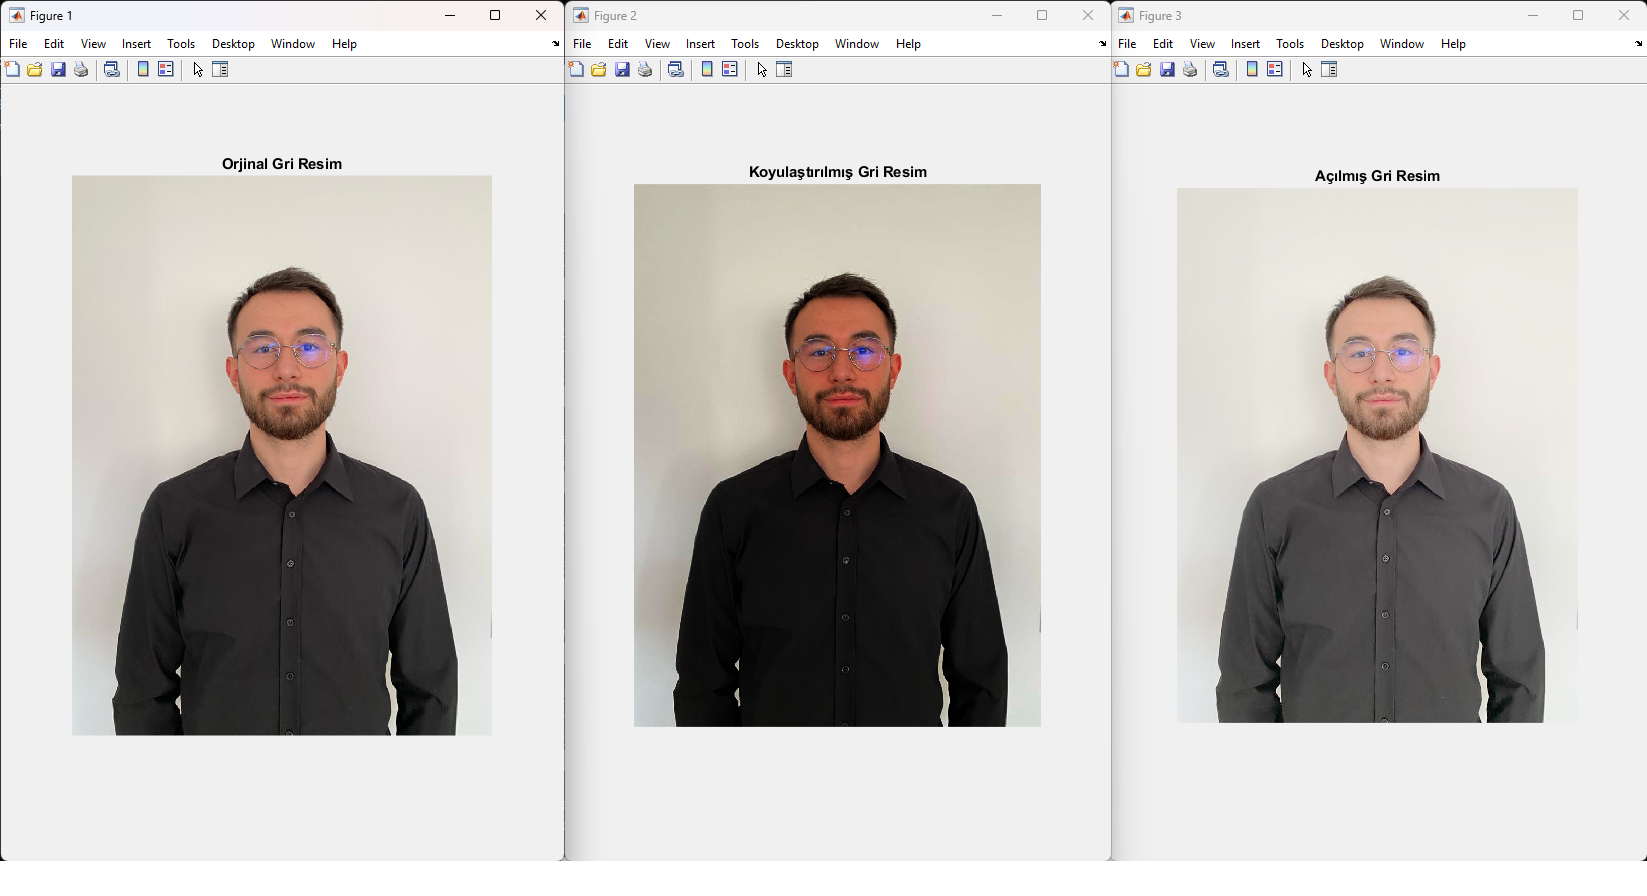 Figure 1
File Edit View Insert Tools Desktop Window Help
Orjinal Gri Resim
Figure 2
File Edit View Insert Tools Desktop Window Help
Koyulaştırılmış Gri Resim
Figure 3
File Edit View Insert Tools Desktop Window Help
Açılmış Gri Resim